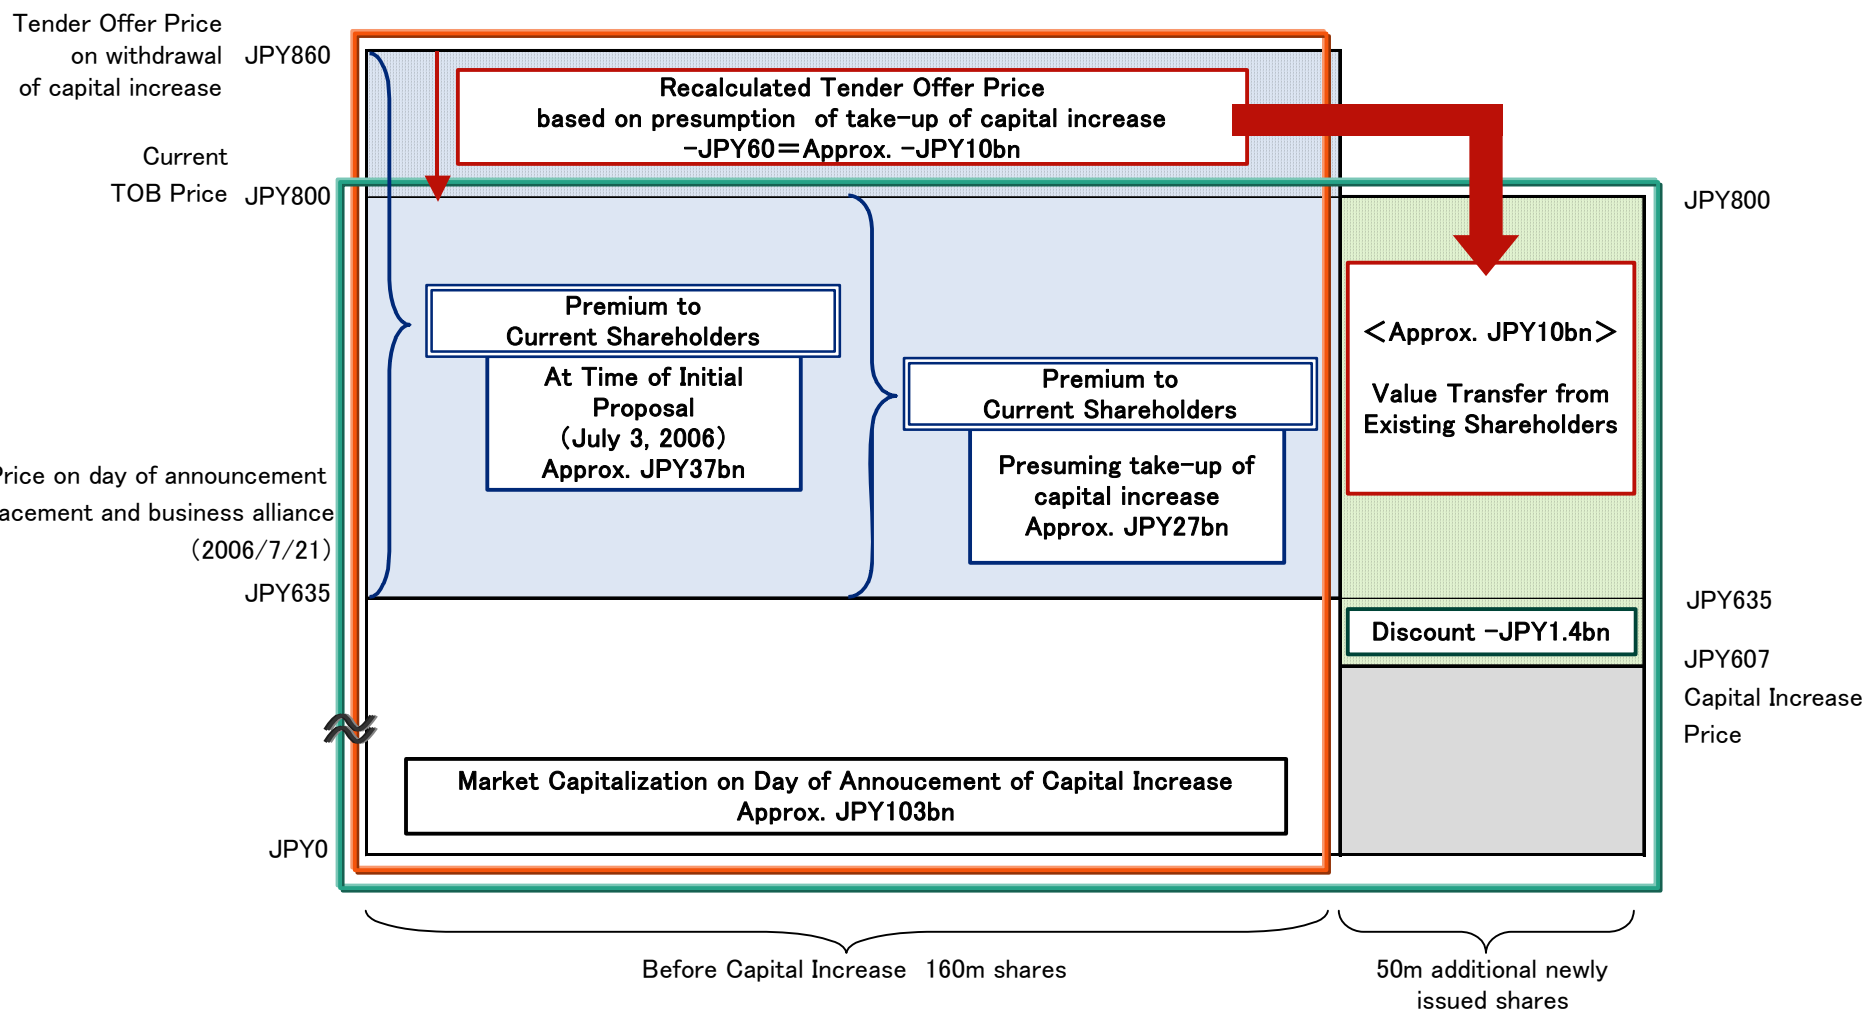 Tender Offer Price
on withdrawal
of capital increase
JPY860
Recalculated Tender Offer Price
based on presumption of take-up of capital increase
-JPY60=Approx. -JPY10bn
Current
TOB Price
JPY800
JPY800
Premium to
Current Shareholders
At Time of Initial
Proposal
(July 3, 2006)
Approx. JPY37bn
Premium to
Current Shareholders
Presuming take-up of
capital increase
Approx. JPY27bn
<Approx. JPY10bn>
Value Transfer from
Existing Shareholders
Price on day of announcement
acement and business alliance
(2006/7/21)
JPY635
JPY635
Discount -JPY1.4bn
JPY607
Capital Increase
Price
Market Capitalization on Day of Annoucement of Capital Increase
Approx. JPY103bn
JPY0
Before Capital Increase 160m shares
50m additional newly
issued shares